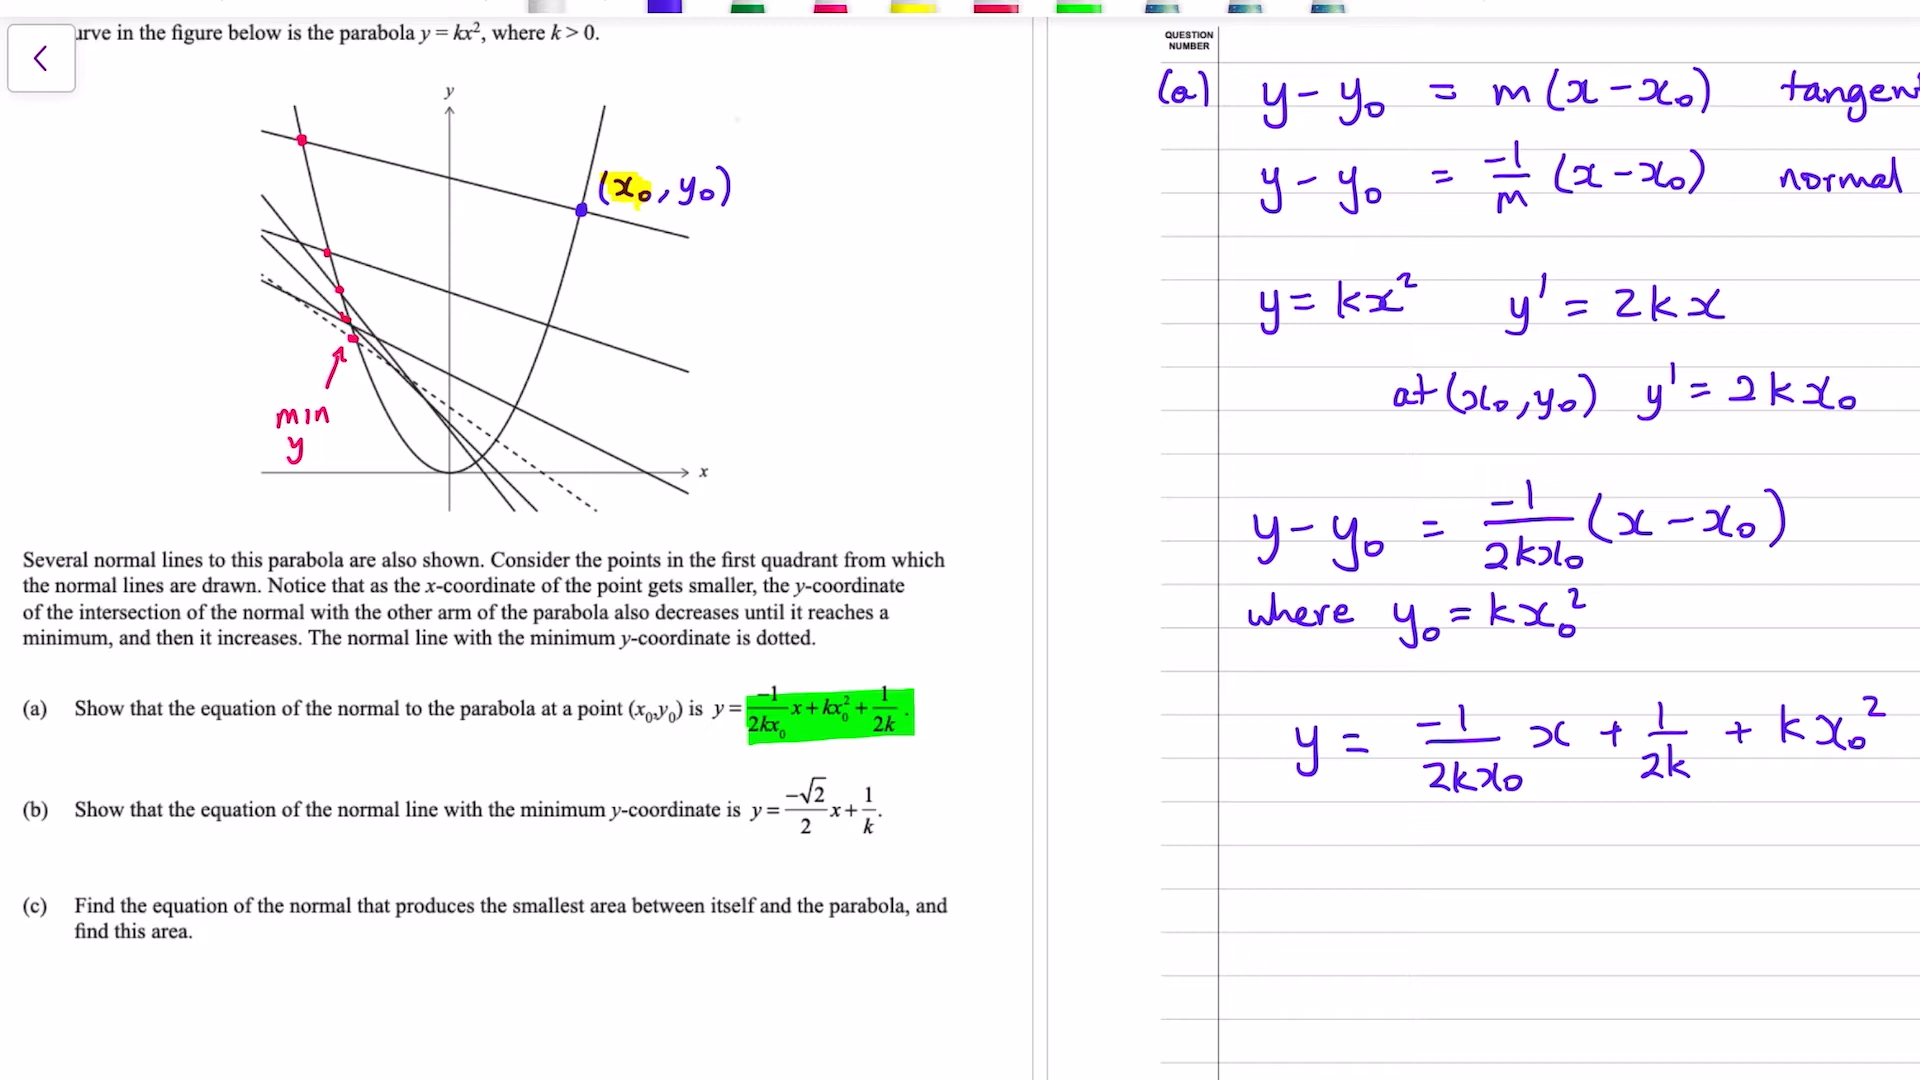 urve in the figure below is the parabola y = kx², where k > 0.
y
(x₀, y₀)
min
y
x
Several normal lines to this parabola are also shown. Consider the points in the first quadrant from which
the normal lines are drawn. Notice that as the x-coordinate of the point gets smaller, the y-coordinate
of the intersection of the normal with the other arm of the parabola also decreases until it reaches a
minimum, and then it increases. The normal line with the minimum y-coordinate is dotted.
(a) Show that the equation of the normal to the parabola at a point (x₀,y₀) is y = -1/(2kx₀) x + kx₀² + 1/(2k).
(b) Show that the equation of the normal line with the minimum y-coordinate is y = -√2/2 x + 1/k.
(c) Find the equation of the normal that produces the smallest area between itself and the parabola, and
find this area.
QUESTION
NUMBER
(a) y - y₀ = m(x - x₀) tangent
y - y₀ = -1/m (x - x₀) normal
y = kx² y' = 2kx
at (x₀, y₀) y' = 2kx₀
y - y₀ = -1/(2kx₀) (x - x₀)
where y₀ = kx₀²
y = -1/(2kx₀) x + 1/(2k) + kx₀²